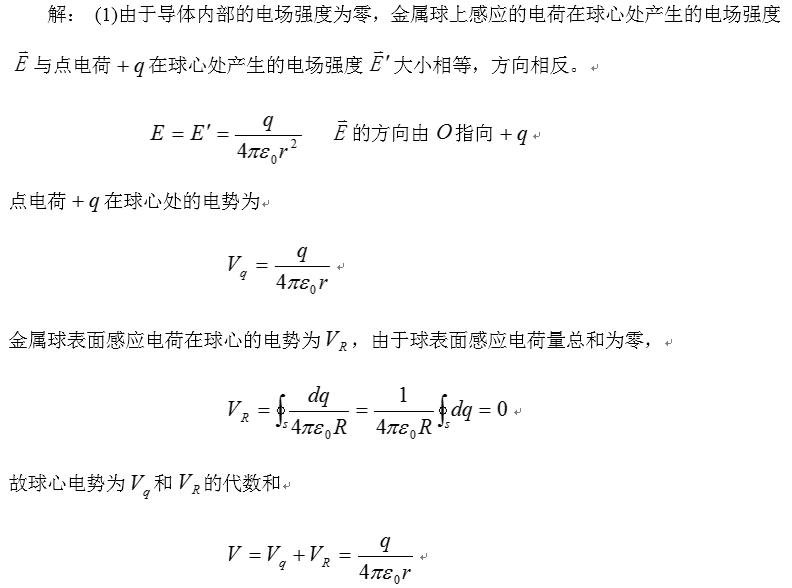 解： (1)由于导体内部的电场强度为零，金属球上感应的电荷在球心处产生的电场强度
$\vec{E}$与点电荷$+q$在球心处产生的电场强度$\vec{E}'$大小相等，方向相反。
$E = E' = \frac{q}{4\pi\varepsilon_0 r^2}$ $\vec{E}$的方向由$O$指向$+q$
点电荷$+q$在球心处的电势为
$V_q = \frac{q}{4\pi\varepsilon_0 r}$
金属球表面感应电荷在球心的电势为$V_R$，由于球表面感应电荷量总和为零，
$V_R = \oint_s \frac{dq}{4\pi\varepsilon_0 R} = \frac{1}{4\pi\varepsilon_0 R} \oint_s dq = 0$
故球心电势为$V_q$和$V_R$的代数和
$V = V_q + V_R = \frac{q}{4\pi\varepsilon_0 r}$